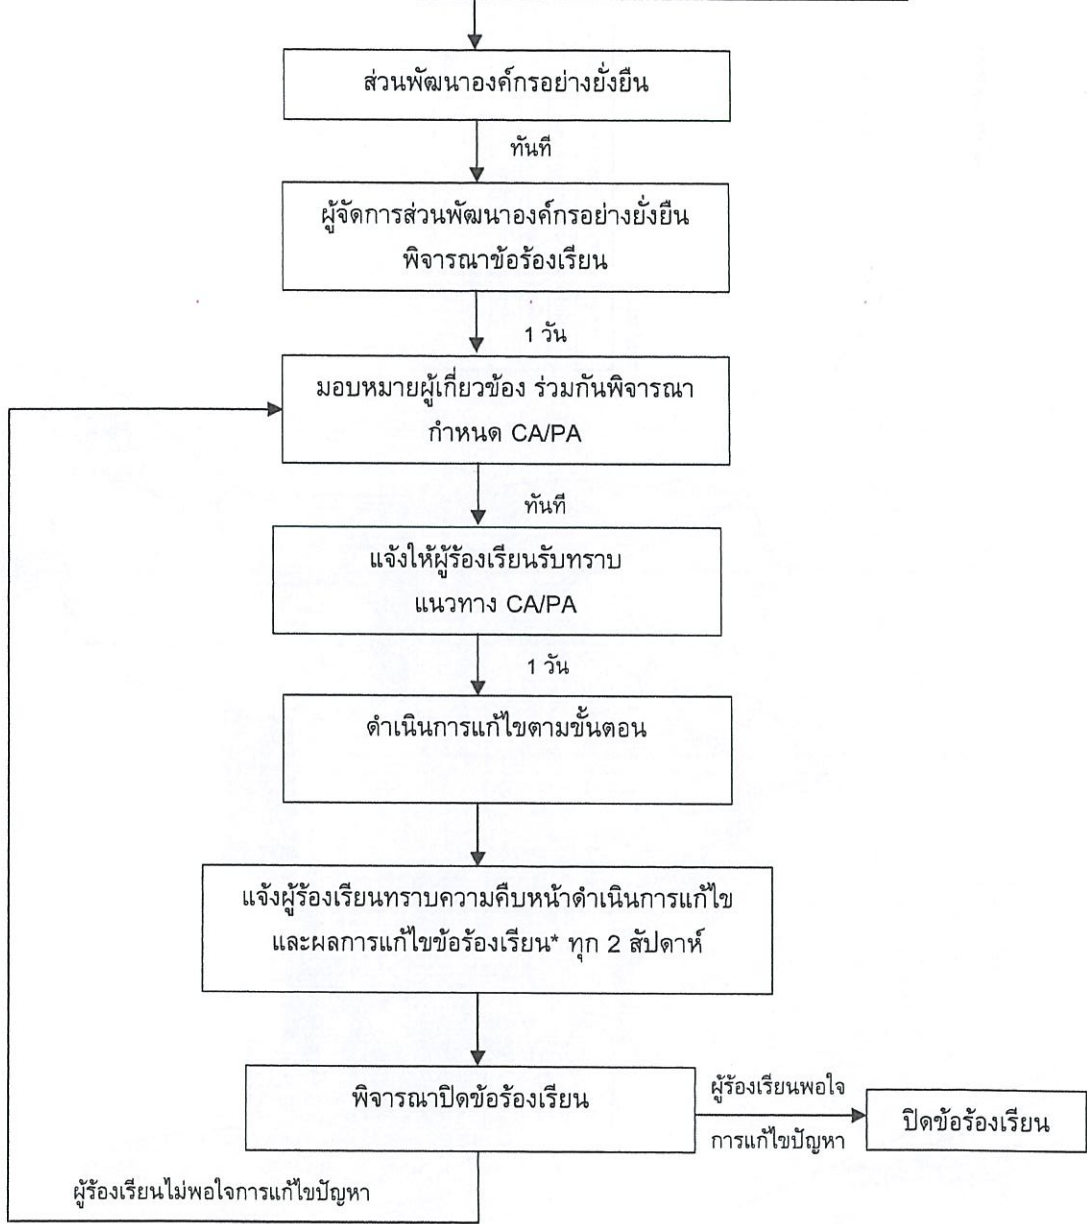 ส่วนพัฒนาองค์กรอย่างยั่งยืน
ทันที
ผู้จัดการส่วนพัฒนาองค์กรอย่างยั่งยืน
พิจารณาข้อร้องเรียน
1 วัน
มอบหมายผู้เกี่ยวข้อง ร่วมกันพิจารณา
กำหนด CA/PA
ทันที
แจ้งให้ผู้ร้องเรียนรับทราบ
แนวทาง CA/PA
1 วัน
ดำเนินการแก้ไขตามขั้นตอน
แจ้งผู้ร้องเรียนทราบความคืบหน้าดำเนินการแก้ไข
และผลการแก้ไขข้อร้องเรียน* ทุก 2 สัปดาห์
พิจารณาปิดข้อร้องเรียน
ผู้ร้องเรียนพอใจ
การแก้ไขปัญหา
ปิดข้อร้องเรียน
ผู้ร้องเรียนไม่พอใจการแก้ไขปัญหา